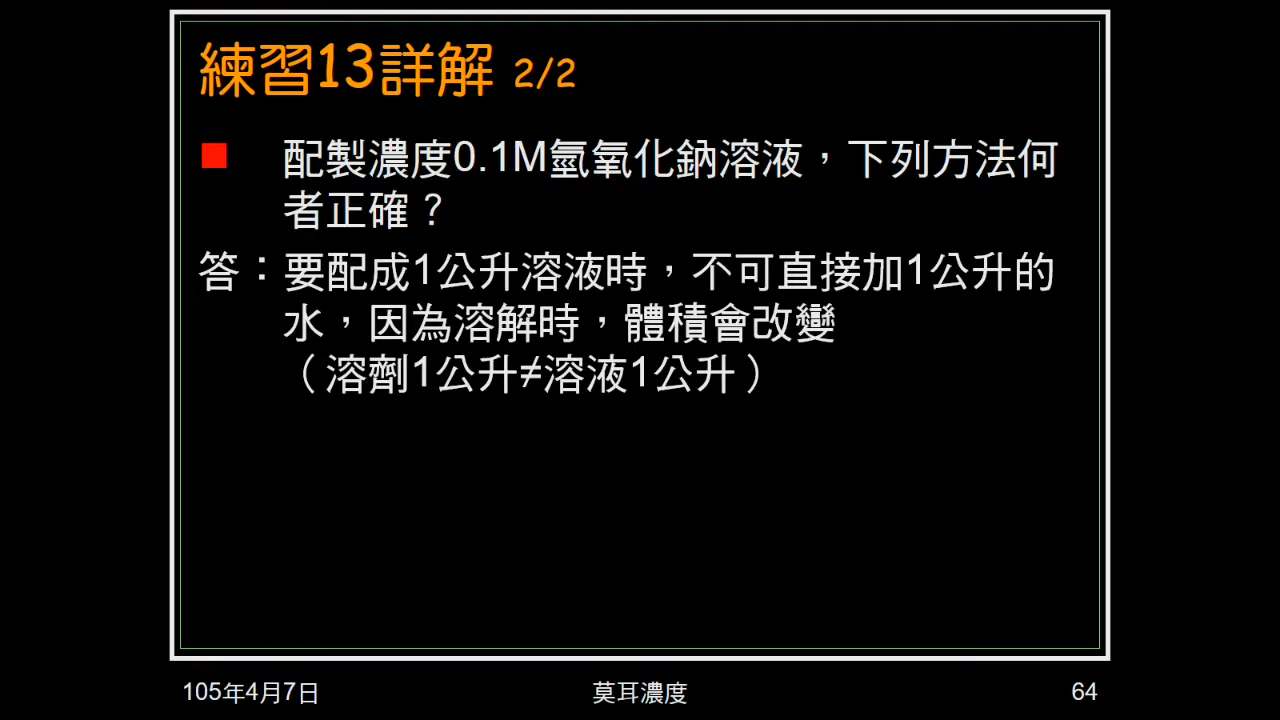 練習13詳解 2/2
配製濃度0.1M氫氧化鈉溶液，下列方法何
者正確？
答：要配成1公升溶液時，不可直接加1公升的
水，因為溶解時，體積會改變
（溶劑1公升≠溶液1公升）
105年4月7日
莫耳濃度
64